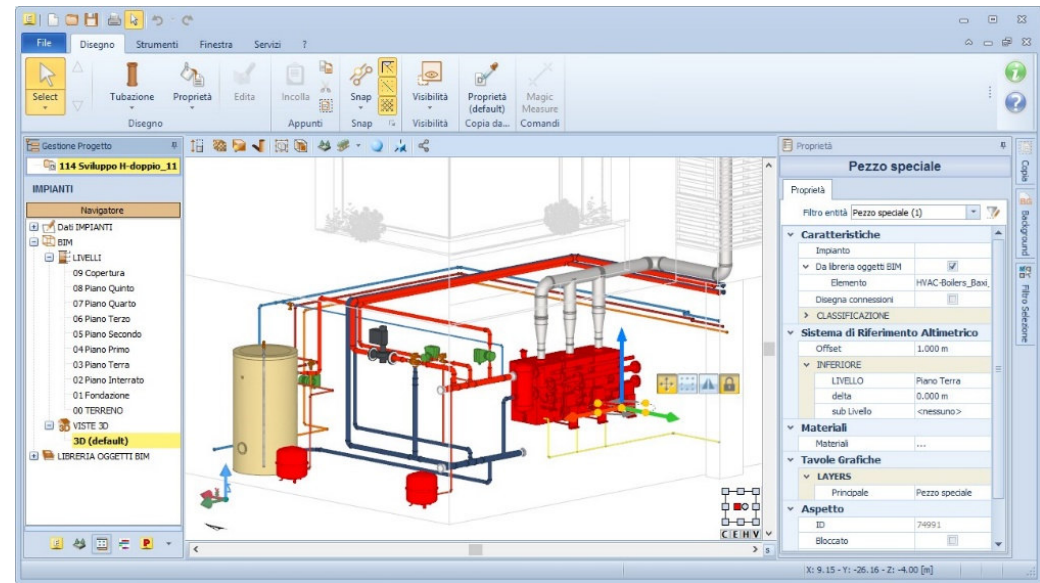 File Disegno Strumenti Finestra Servizi ?
Select Tubazione Proprietà Edita Incolla Snap Visibilità Proprietà (default) Magic Measure
Disegno Appunti Snap Visibilità Copia da... Comandi
Gestione Progetto
114 Sviluppo H-doppio_11
IMPIANTI
Navigatore
Dati IMPIANTI
BIM
LIVELLI
09 Copertura
08 Piano Quinto
07 Piano Quarto
06 Piano Terzo
05 Piano Secondo
04 Piano Primo
03 Piano Terra
02 Piano Interrato
01 Fondazione
00 TERRENO
VISTE 3D
3D (default)
LIBRERIA OGGETTI BIM
C E H V
S
Proprietà
Pezzo speciale
Proprietà
Filtro entità Pezzo speciale (1)
Caratteristiche
Impianto
Da libreria oggetti BIM
Elemento HVAC-Boilers_Baxi,
Disegna connessioni
CLASSIFICAZIONE
Sistema di Riferimento Altimetrico
Offset 1.000 m
INFERIORE
LIVELLO Piano Terra
delta 0.000 m
sub Livello <nessuno>
Materiali
Materiali ...
Tavole Grafiche
LAYERS
Principale Pezzo speciale
Aspetto
ID 74991
Bloccato
Copia
Background
Filtro Selezione
X: 9.15 - Y: -26.16 - Z: -4.00 [m]